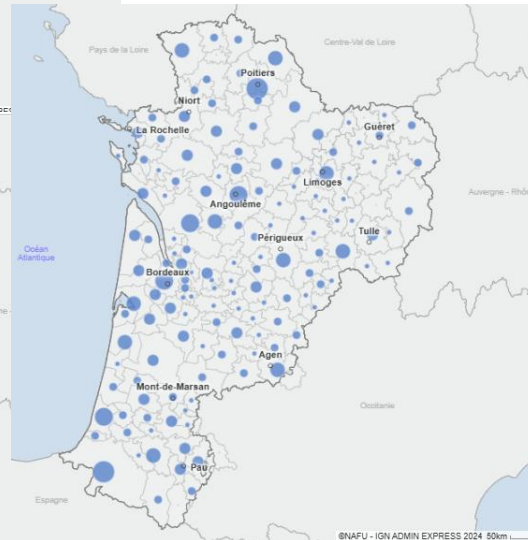 Pays de la Loire
Centre-Val de Loire
Poitiers
Niort
La Rochelle
Guéret
Limoges
Auvergne - Rhôn
Angoulême
Tulle
Périgueux
Océan
Atlantique
Bordeaux
Agen
Mont-de-Marsan
Occitanie
Pau
Espagne
©NAFU - IGN ADMIN EXPRESS 2024 50km